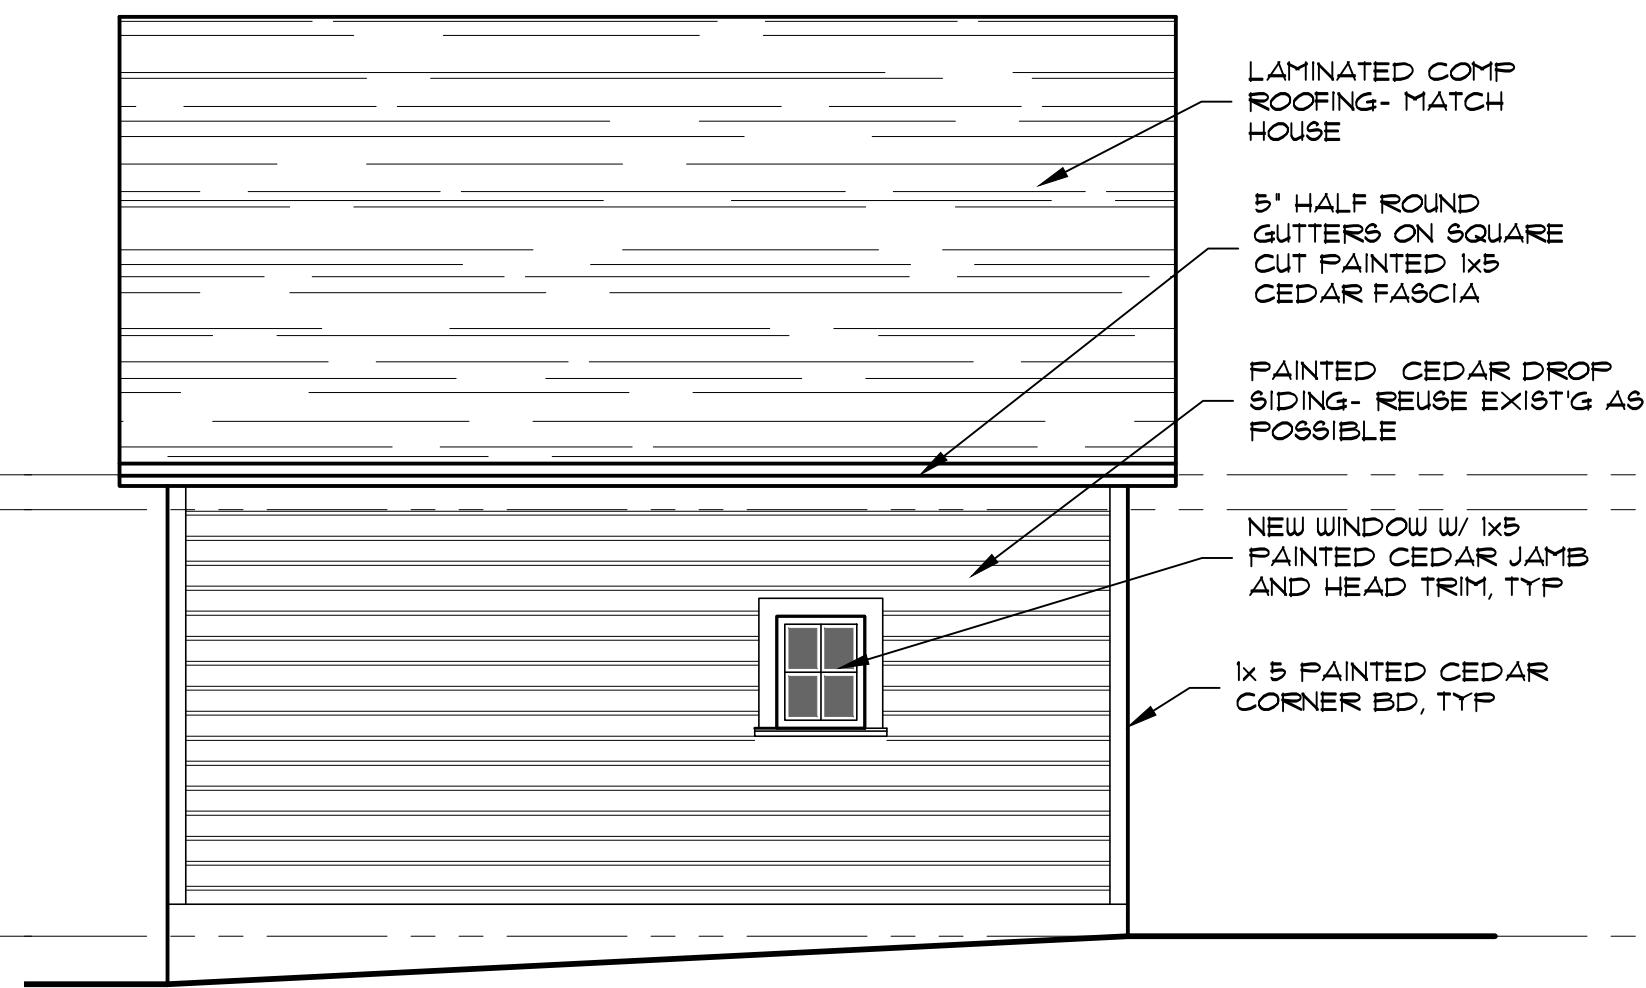 LAMINATED COMP
ROOFING- MATCH
HOUSE
5" HALF ROUND
GUTTERS ON SQUARE
CUT PAINTED 1x5
CEDAR FASCIA
PAINTED CEDAR DROP
SIDING- REUSE EXIST'G AS
POSSIBLE
NEW WINDOW W/ 1x5
PAINTED CEDAR JAMB
AND HEAD TRIM, TYP
1x 5 PAINTED CEDAR
CORNER BD, TYP